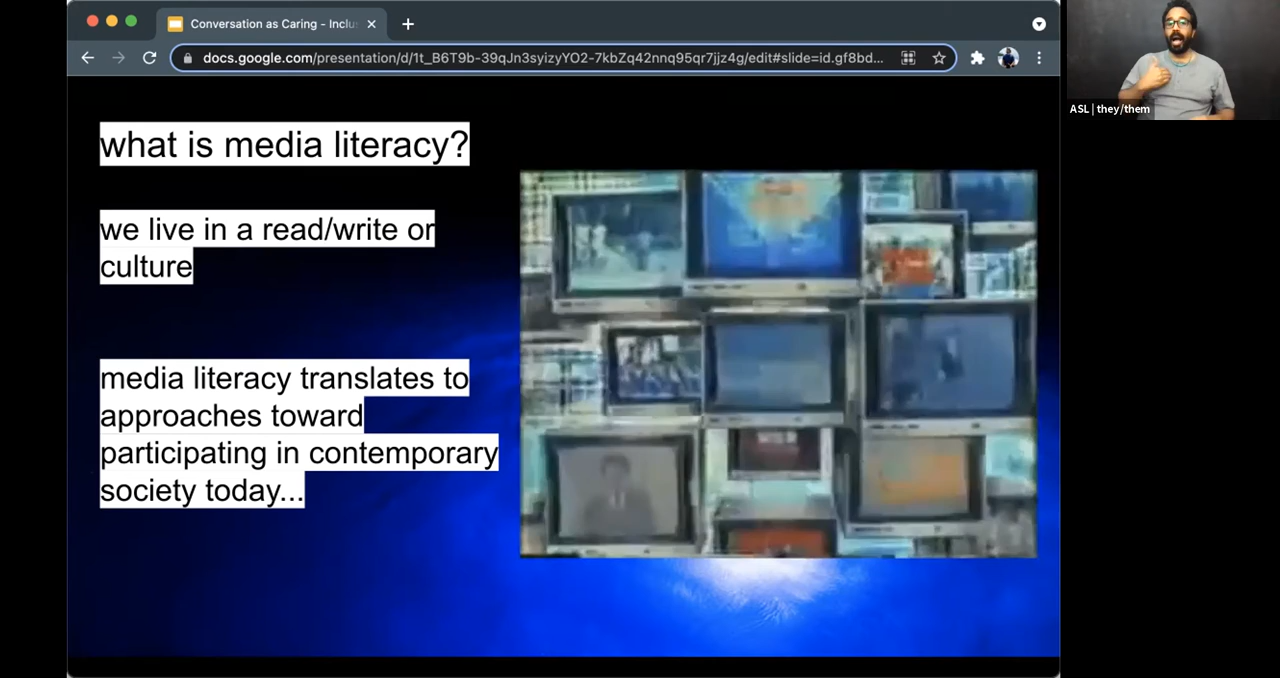 Conversation as Caring - Inclu
docs.google.com/presentation/d/1t_B6T9b-39qJn3syizyYO2-7kbZq42nnq95qr7jjz4g/edit#slide=id.gf8bd...
ASL | they/them
what is media literacy?
we live in a read/write or
culture
media literacy translates to
approaches toward
participating in contemporary
society today...